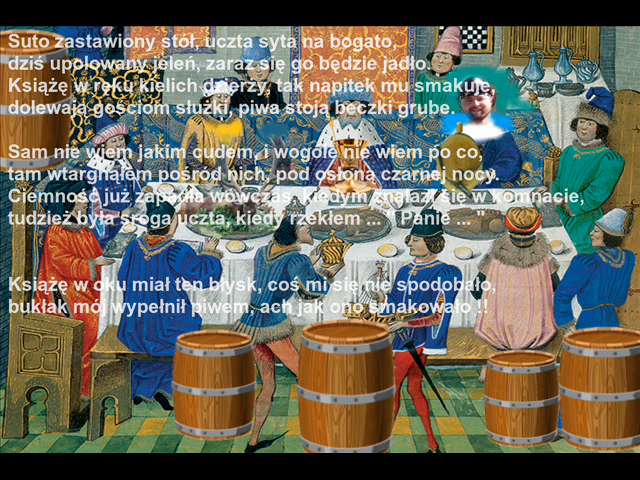 Suto zastawiony stół, uczta syta na bogato,
dziś upolowany jeleń, zaraz się go będzie jadło.
Książę w ręku kielich dzierży, tak napitek mu smakuje,
dolewają gościom służki, piwa stoją beczki grube.
Sam nie wiem jakim cudem, i wogóle nie wiem po co,
tam wtargnąłem pośród nich, pod osłoną czarnej nocy.
Ciemność już zapadła wówczas, kiedym znalazł się w komnacie,
tudzież była sroga uczta, kiedy rzekłem ... " Panie ..."
Książę w oku miał ten błysk, coś mi się nie spodobało,
bukłak mój wypełnił piwem, ach jak ono smakowało !!